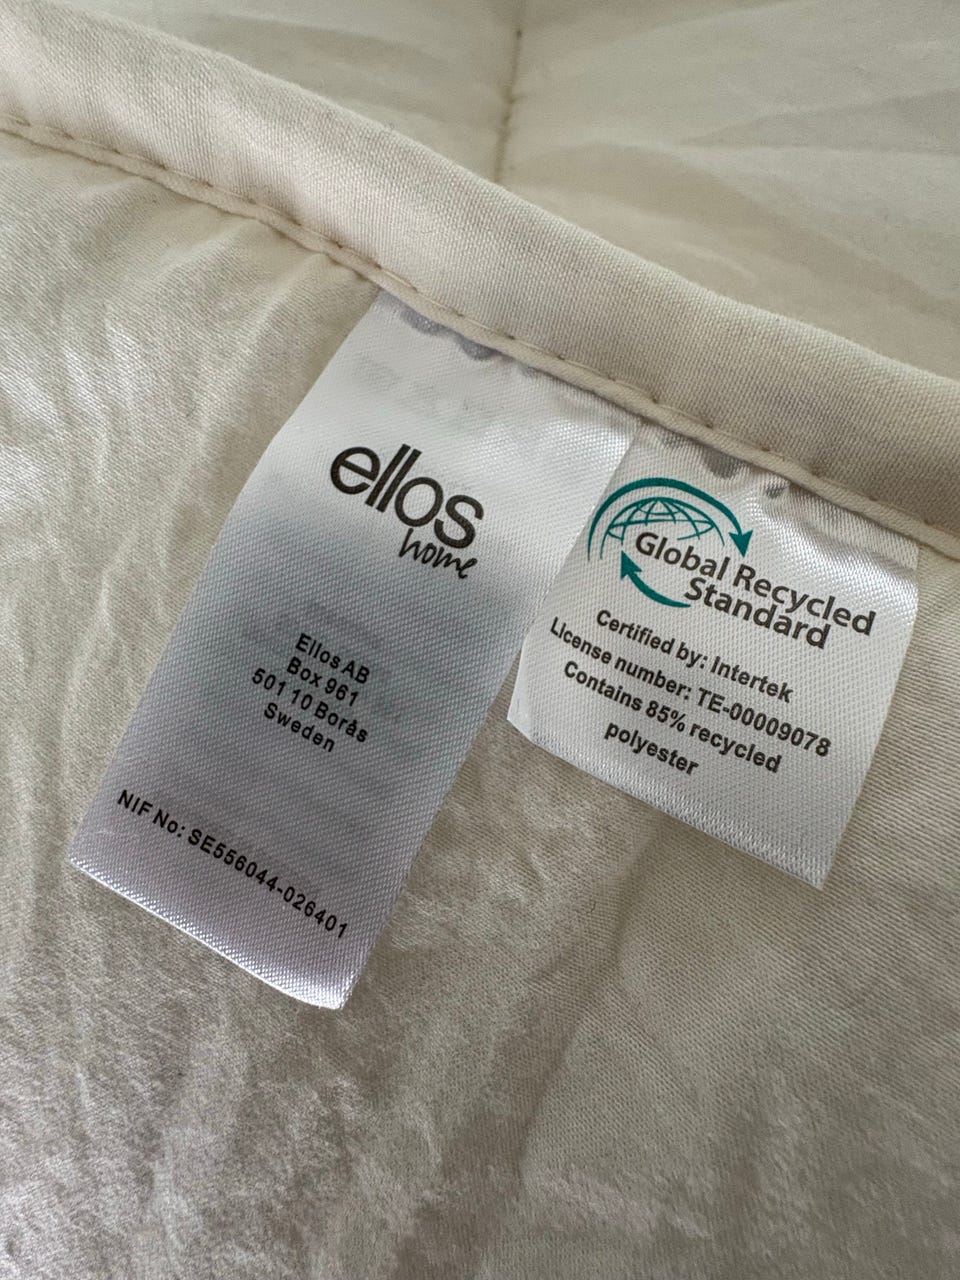 ellos
home
Ellos AB
Box 961
501 10 Borås
Sweden
NIF No: SE556044-026401
Global Recycled
Standard
Certified by: Intertek
License number: TE-00009078
Contains 85% recycled
polyester